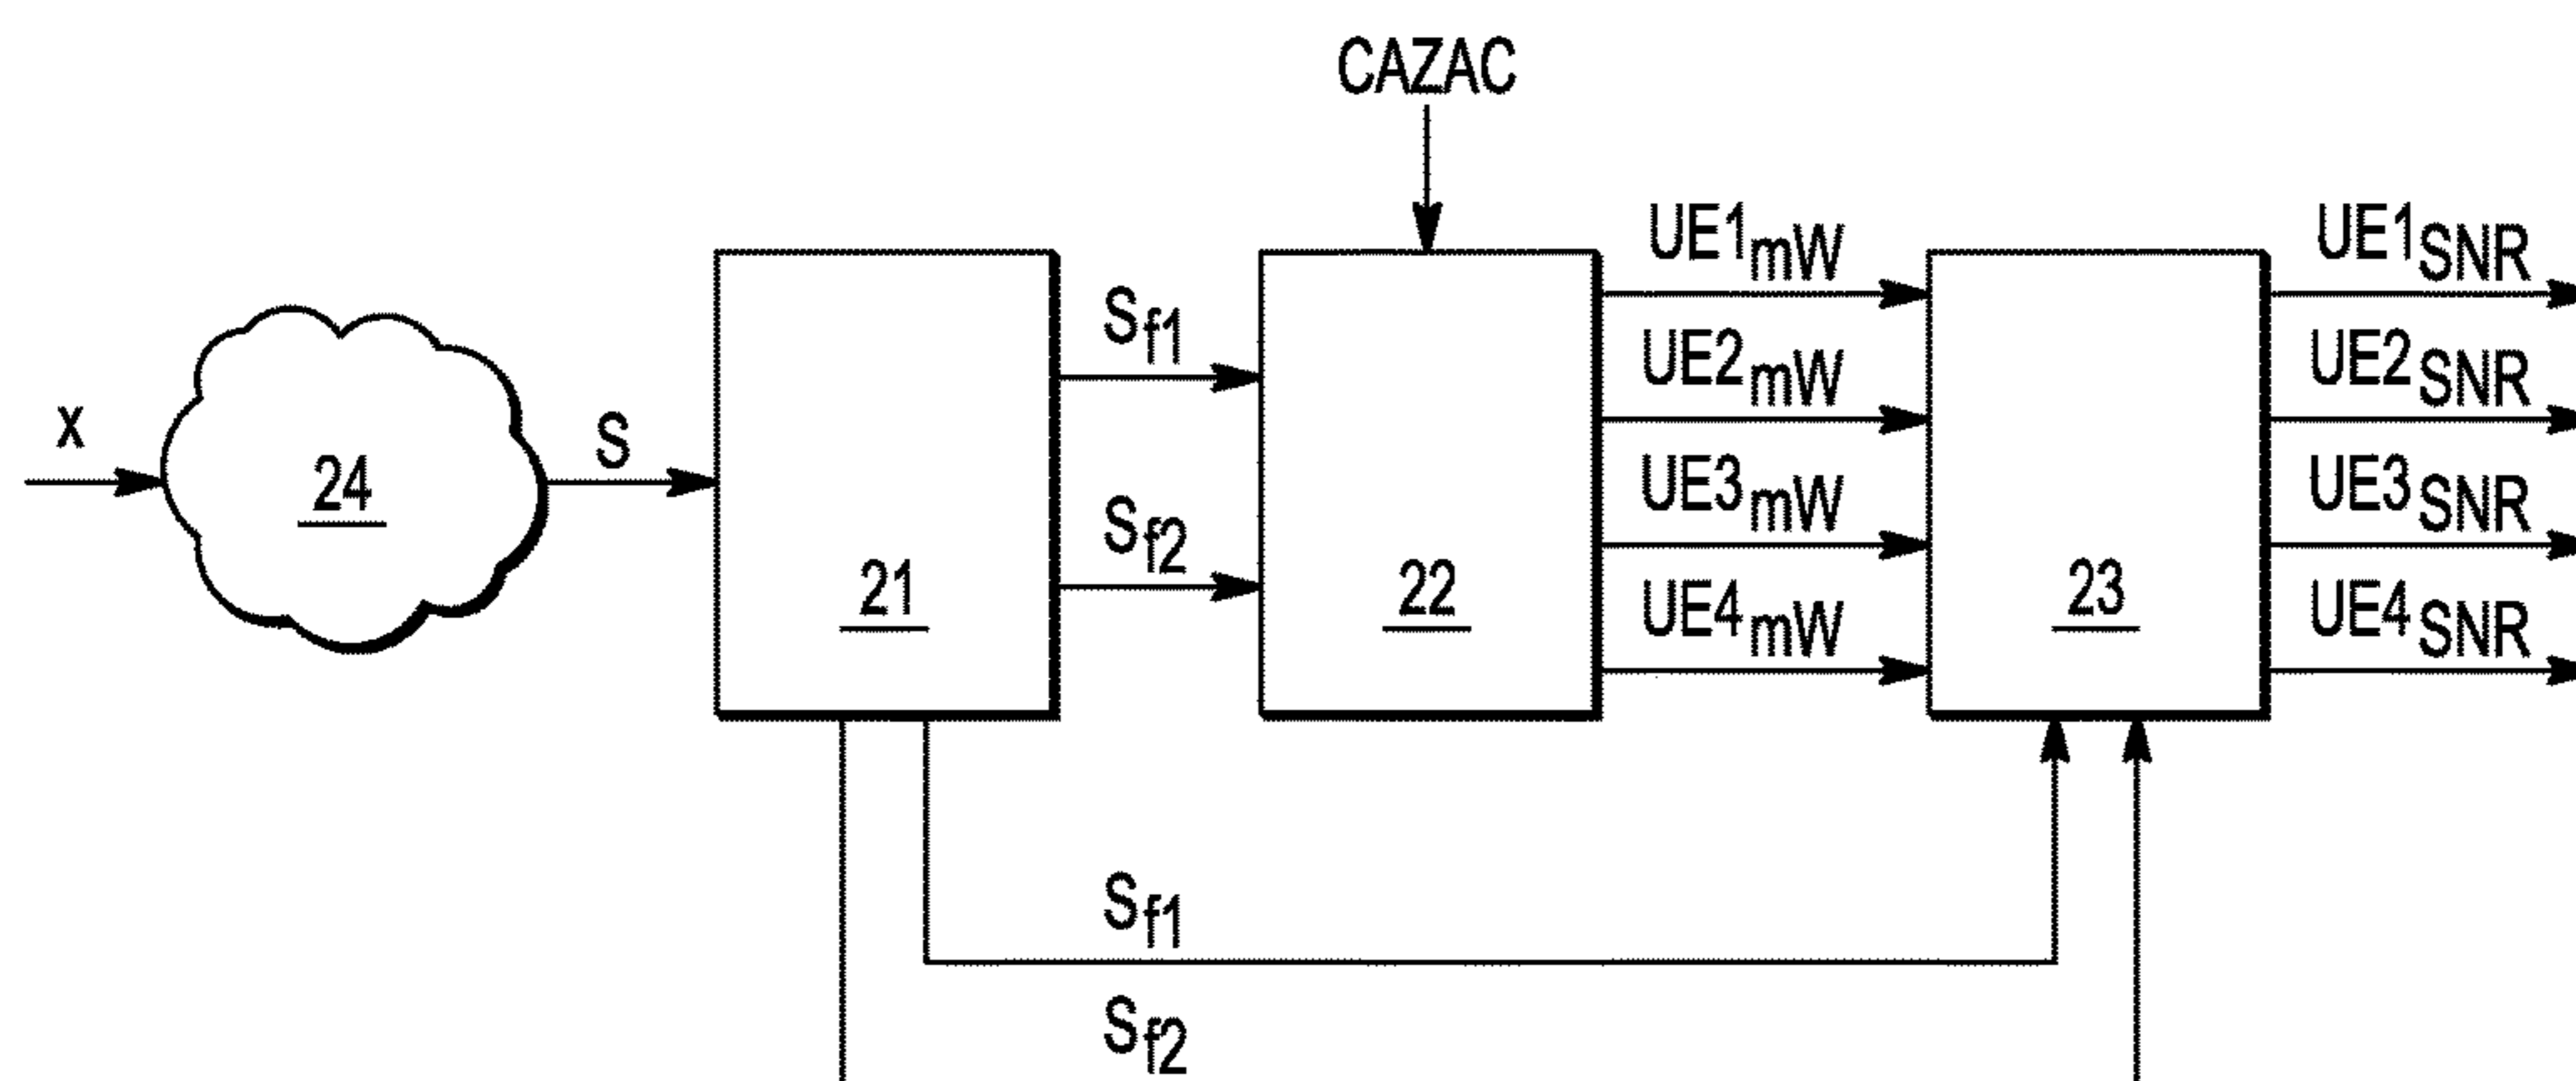 CAZAC
UE1mW
UE1SNR
Sf1
UE2mW
UE2SNR
x
S
24
UE3mW
UE3SNR
Sf2
21
22
23
UE4mW
UE4SNR
Sf1
Sf2